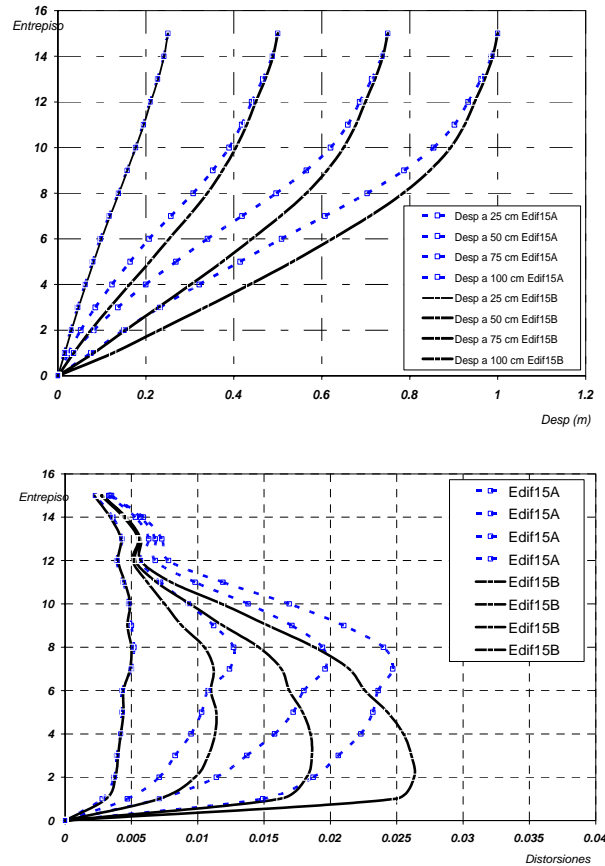 16
Entrepiso
14
12
10
8
6
4
2
0
0 0.2 0.4 0.6 0.8 1 1.2
Desp (m)
Desp a 25 cm Edif15A
Desp a 50 cm Edif15A
Desp a 75 cm Edif15A
Desp a 100 cm Edif15A
Desp a 25 cm Edif15B
Desp a 50 cm Edif15B
Desp a 75 cm Edif15B
Desp a 100 cm Edif15B
16
Entrepiso
14
12
10
8
6
4
2
0
0 0.005 0.01 0.015 0.02 0.025 0.03 0.035 0.04
Distorsiones
Edif15A
Edif15A
Edif15A
Edif15A
Edif15B
Edif15B
Edif15B
Edif15B